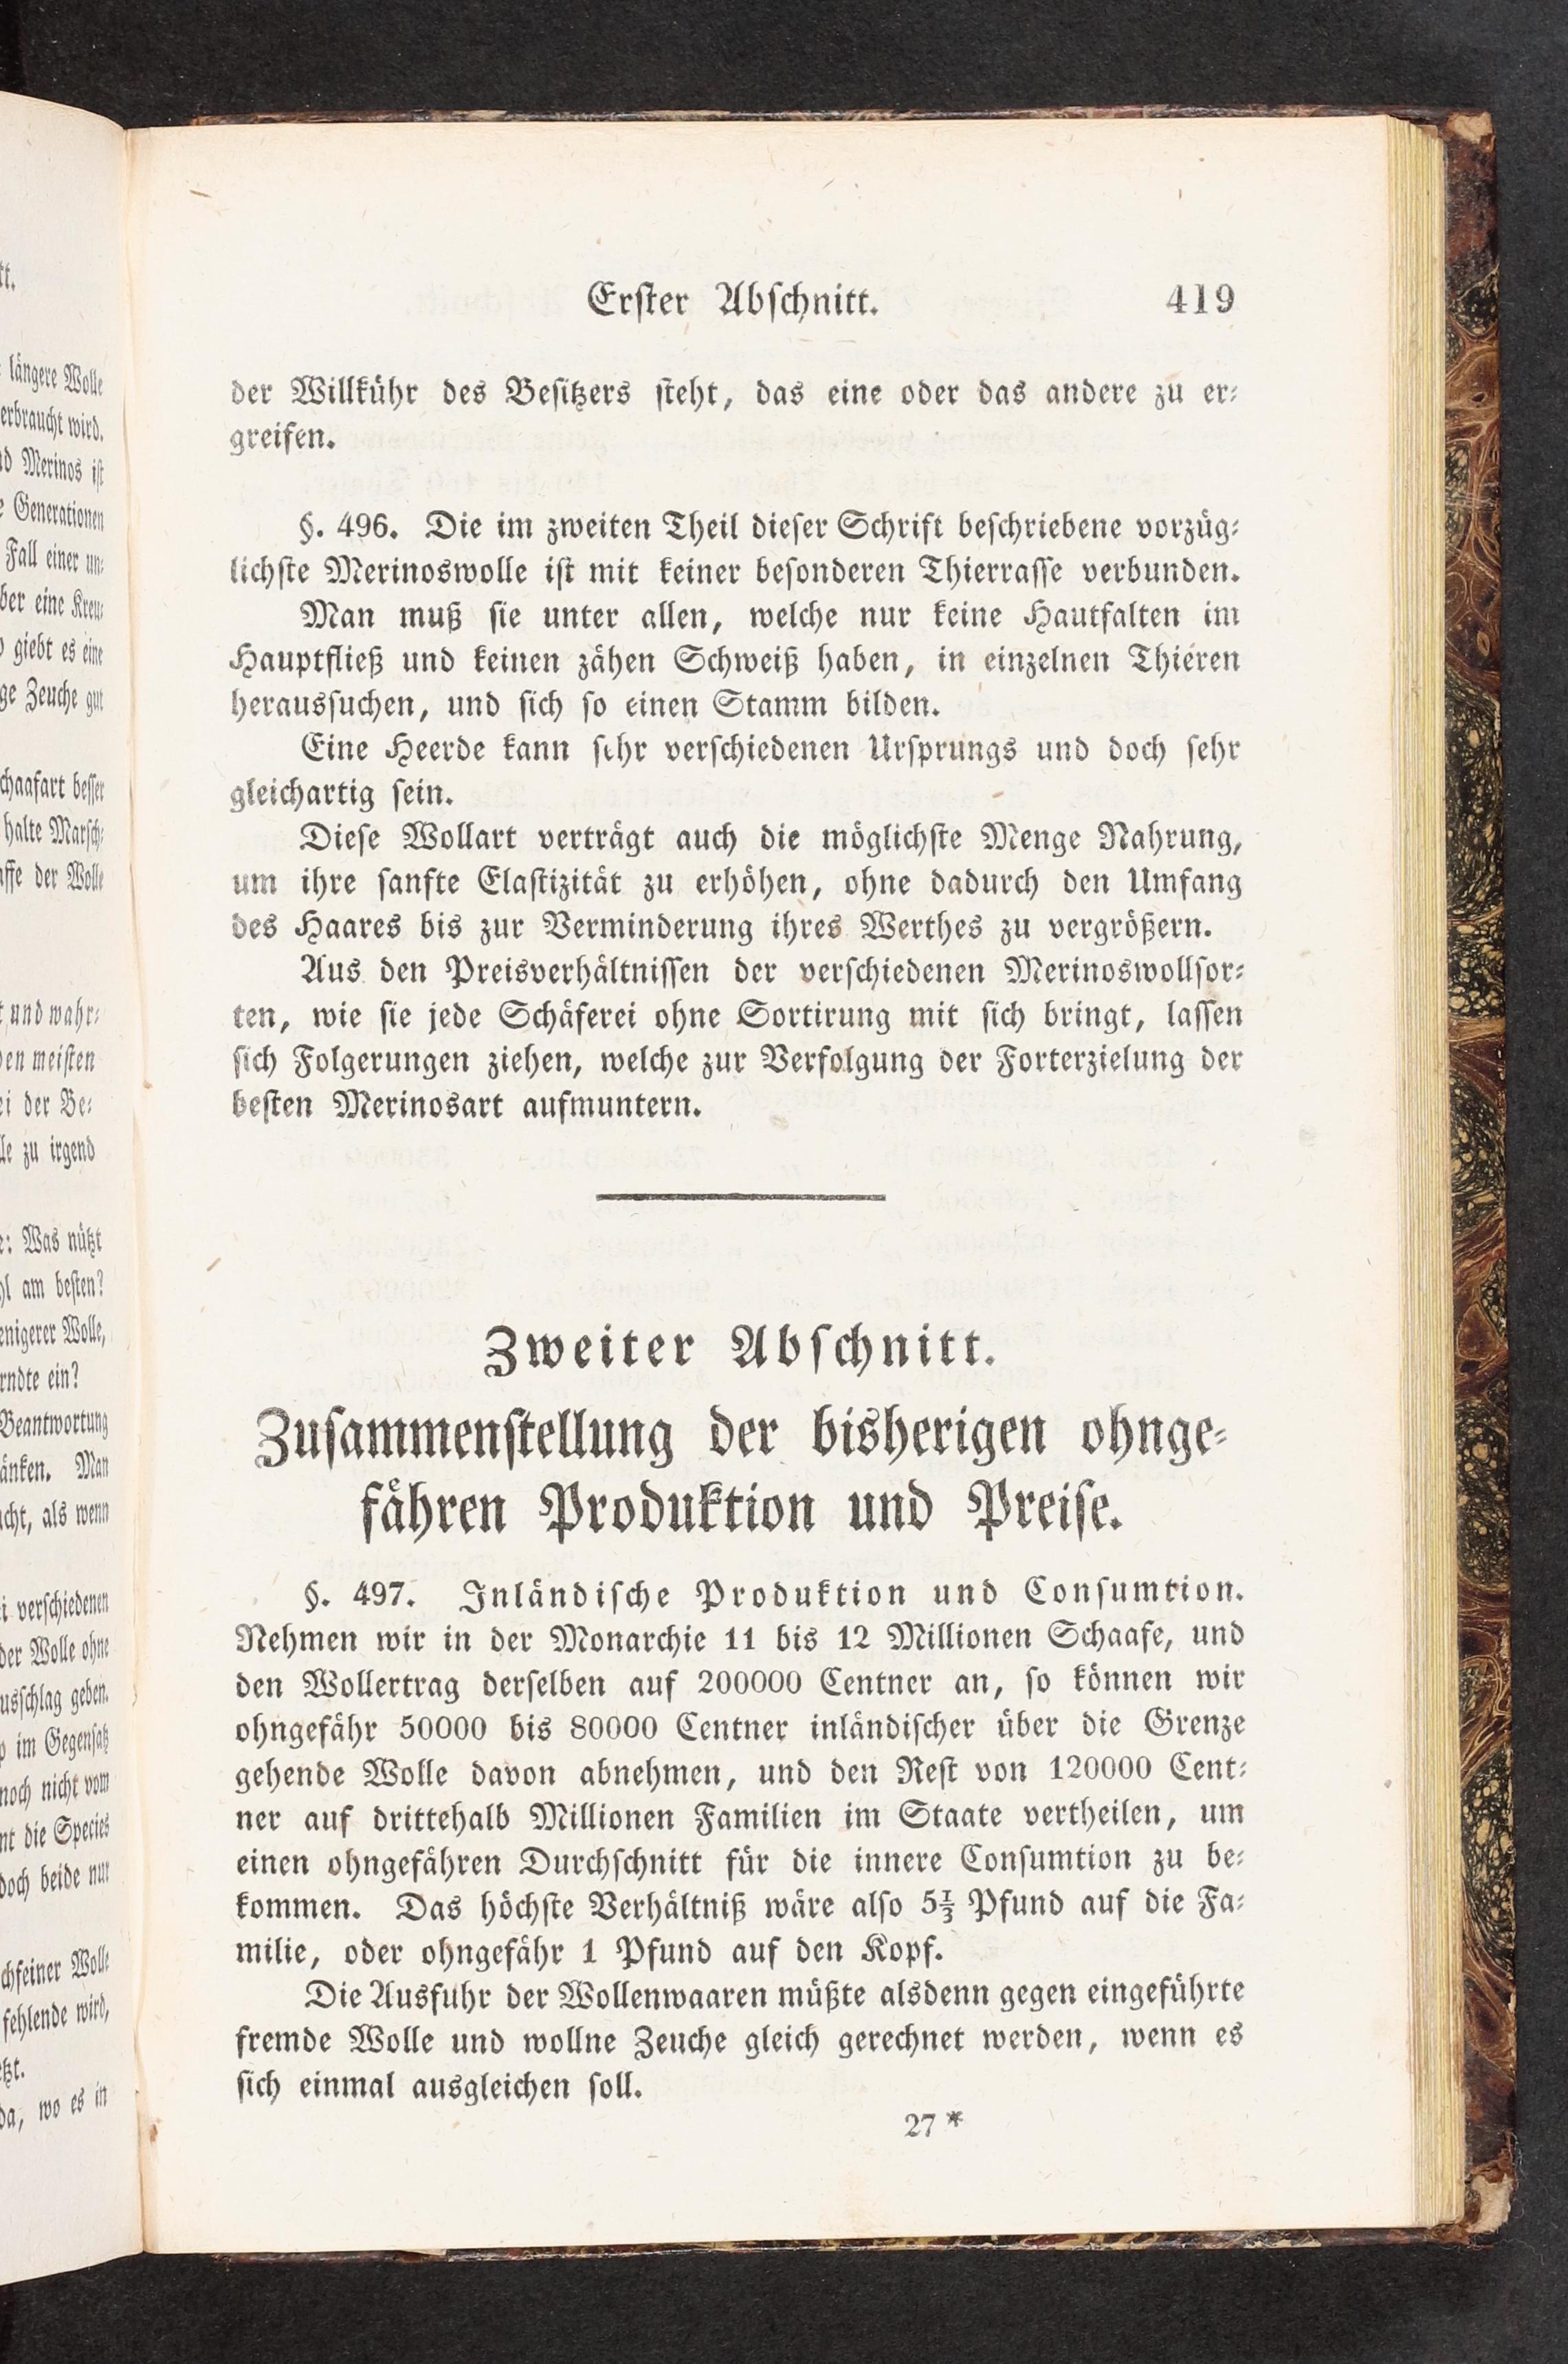 Erster Abschnitt. 419
der Willkühr des Besitzers steht, das eine oder das andere zu er-
greifen.
§. 496. Die im zweiten Theil dieser Schrift beschriebene vorzüg-
lichste Merinoswolle ist mit keiner besonderen Thierrasse verbunden.
Man muß sie unter allen, welche nur keine Hautfalten im
Hauptfließ und keinen zähen Schweiß haben, in einzelnen Thieren
heraussuchen, und sich so einen Stamm bilden.
Eine Heerde kann sehr verschiedenen Ursprungs und doch sehr
gleichartig sein.
Diese Wollart verträgt auch die möglichste Menge Nahrung,
um ihre sanfte Elastizität zu erhöhen, ohne dadurch den Umfang
des Haares bis zur Verminderung ihres Werthes zu vergrößern.
Aus den Preisverhältnissen der verschiedenen Merinoswollsor-
ten, wie sie jede Schäferei ohne Sortirung mit sich bringt, lassen
sich Folgerungen ziehen, welche zur Verfolgung der Forterzielung der
besten Merinosart aufmuntern.
Zweiter Abschnitt.
Zusammenstellung der bisherigen ohnge-
fähren Produktion und Preise.
§. 497. Inländische Produktion und Consumtion.
Nehmen wir in der Monarchie 11 bis 12 Millionen Schaafe, und
den Wollertrag derselben auf 200000 Centner an, so können wir
ohngefähr 50000 bis 80000 Centner inländischer über die Grenze
gehende Wolle davon abnehmen, und den Rest von 120000 Cent-
ner auf drittehalb Millionen Familien im Staate vertheilen, um
einen ohngefähren Durchschnitt für die innere Consumtion zu be-
kommen. Das höchste Verhältniß wäre also 5⅓ Pfund auf die Fa-
milie, oder ohngefähr 1 Pfund auf den Kopf.
Die Ausfuhr der Wollenwaaren müßte alsdenn gegen eingeführte
fremde Wolle und wollne Zeuche gleich gerechnet werden, wenn es
sich einmal ausgleichen soll.
27 *